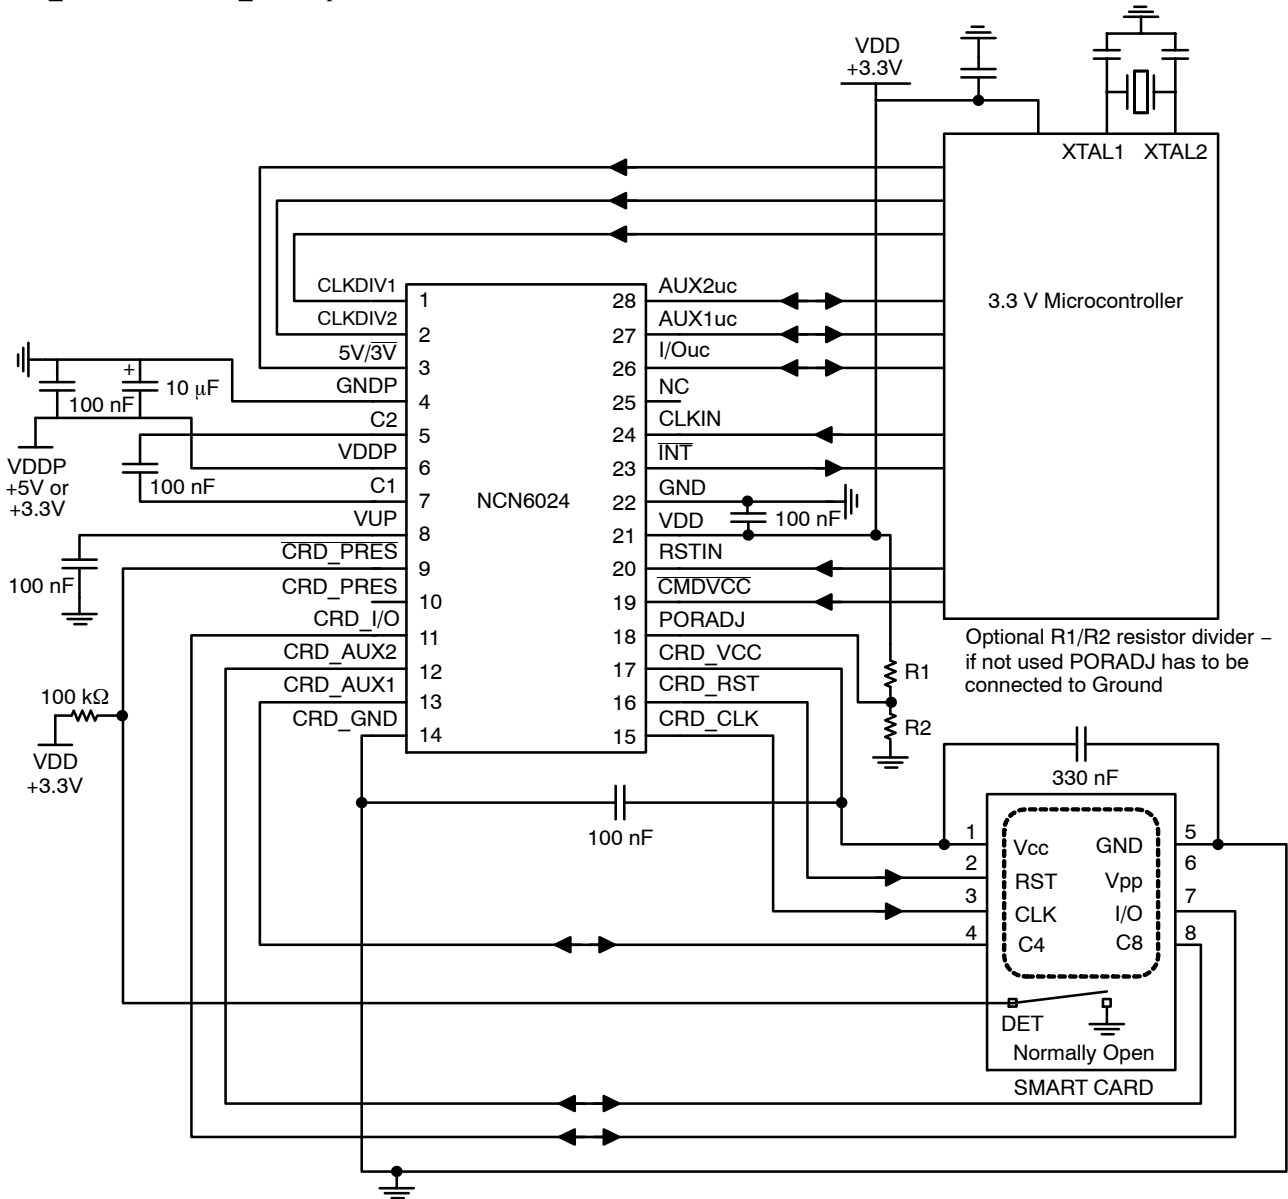 VDD
+3.3V
XTAL1 XTAL2
3.3 V Microcontroller
CLKDIV1
1
CLKDIV2
2
5V/3V
3
GNDP
4
C2
5
VDDP
6
C1
7
VUP
8
CRD_PRES
9
CRD_PRES
10
CRD_I/O
11
CRD_AUX2
12
CRD_AUX1
13
CRD_GND
14
NCN6024
28
AUX2uc
27
AUX1uc
26
I/Ouc
25
NC
24
CLKIN
23
INT
22
GND
21
VDD
20
RSTIN
19
CMDVCC
18
PORADJ
17
CRD_VCC
16
CRD_RST
15
CRD_CLK
+
10 μF
100 nF
VDDP
+5V or
+3.3V
100 nF
100 nF
100 kΩ
VDD
+3.3V
100 nF
R1
R2
Optional R1/R2 resistor divider –
if not used PORADJ has to be
connected to Ground
100 nF
330 nF
1
2
3
4
Vcc
RST
CLK
C4
GND
Vpp
I/O
C8
5
6
7
8
DET
Normally Open
SMART CARD